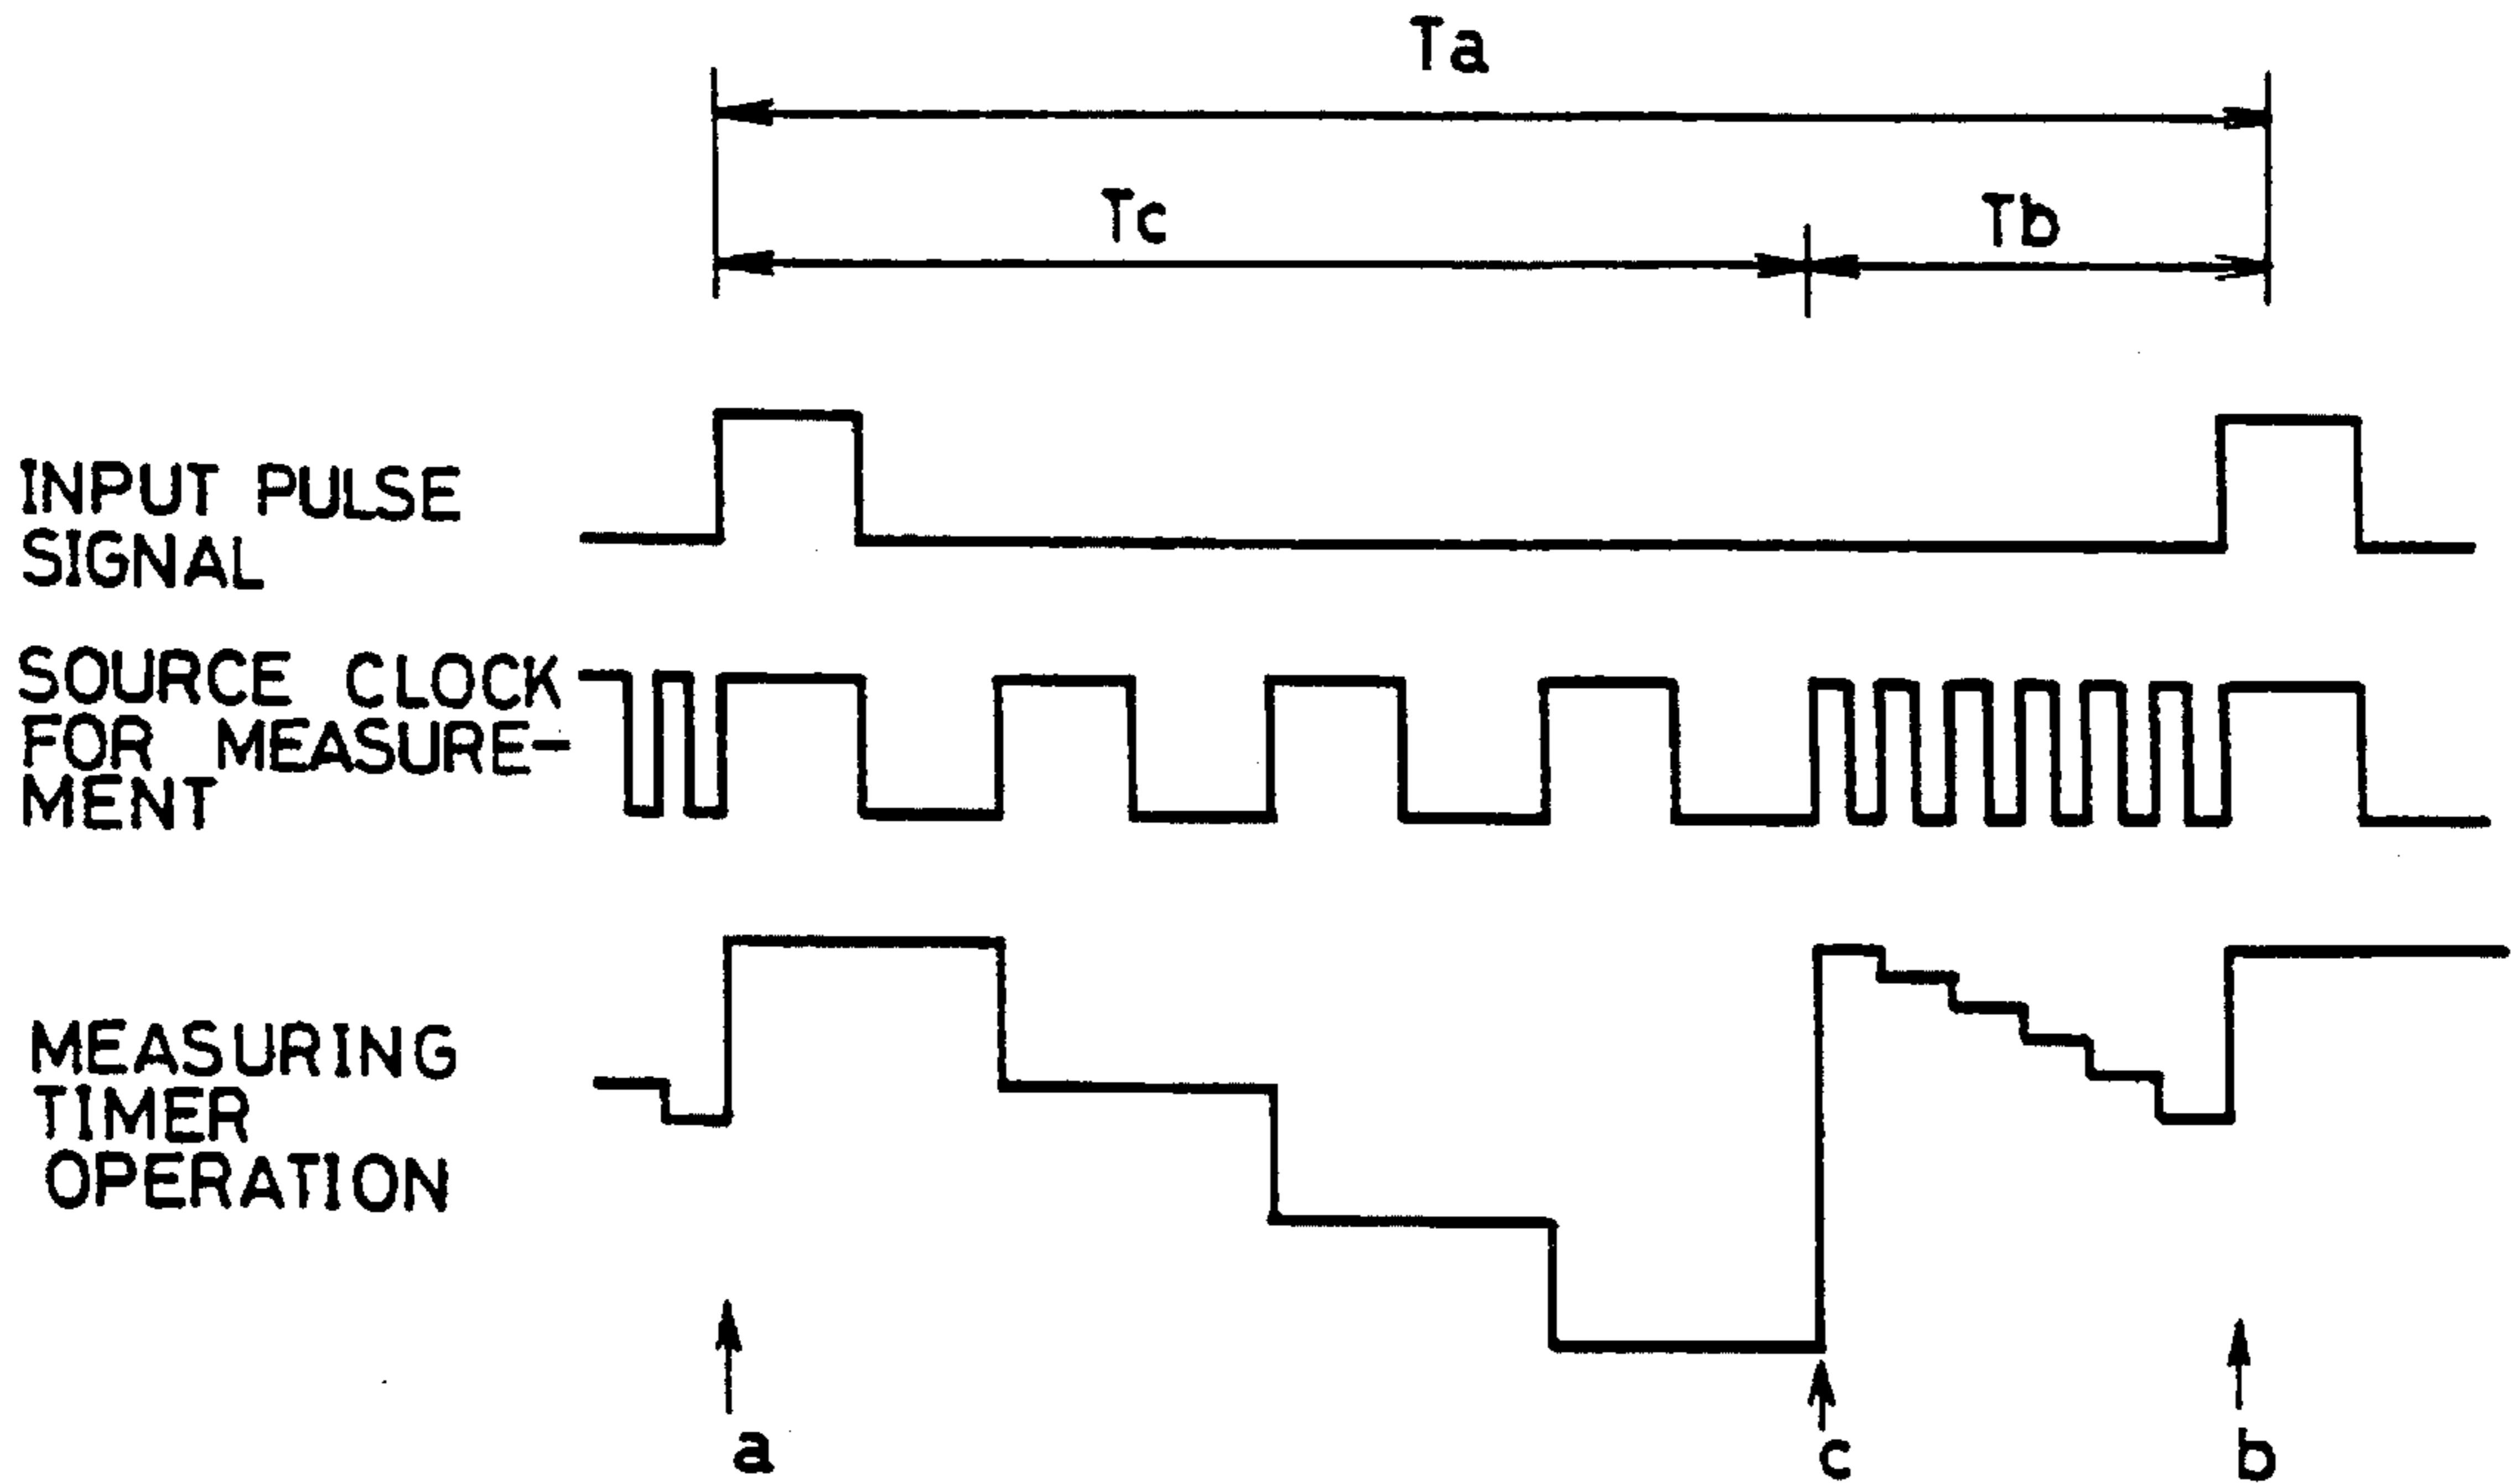 Ta
Tc
Tb
INPUT PULSE
SIGNAL
SOURCE CLOCK
FOR MEASURE-
MENT
MEASURING
TIMER
OPERATION
a
c
b